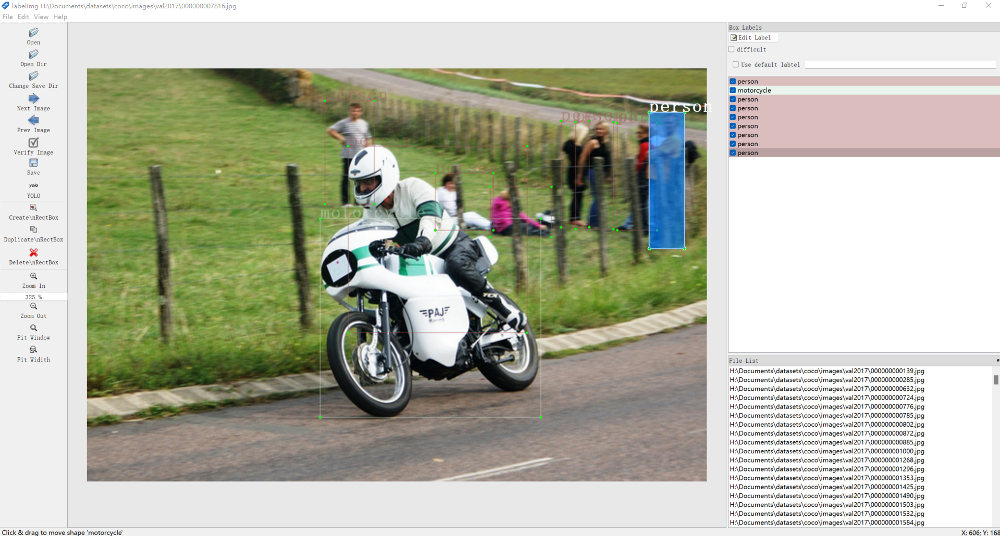 labelImg H:\Documents\datasets\coco\images\val2017\000000007816.jpg
File Edit View Help
Open
Open Dir
Change Save Dir
Next Image
Prev Image
Verify Image
Save
yolo
YOLO
Create\nRectBox
Duplicate\nRectBox
Delete\nRectBox
Zoom In
325 %
Zoom Out
Fit Window
Fit Widith
person
person
person
person
motorcycle
TCX
PAJ
Racing
Click & drag to move shape 'motorcycle'
Box Labels
Edit Label
difficult
Use default labtel
person
motorcycle
person
person
person
person
person
person
person
File List
H:\Documents\datasets\coco\images\val2017\000000000139.jpg
H:\Documents\datasets\coco\images\val2017\000000000285.jpg
H:\Documents\datasets\coco\images\val2017\000000000632.jpg
H:\Documents\datasets\coco\images\val2017\000000000724.jpg
H:\Documents\datasets\coco\images\val2017\000000000776.jpg
H:\Documents\datasets\coco\images\val2017\000000000785.jpg
H:\Documents\datasets\coco\images\val2017\000000000802.jpg
H:\Documents\datasets\coco\images\val2017\000000000872.jpg
H:\Documents\datasets\coco\images\val2017\000000000885.jpg
H:\Documents\datasets\coco\images\val2017\000000001000.jpg
H:\Documents\datasets\coco\images\val2017\000000001268.jpg
H:\Documents\datasets\coco\images\val2017\000000001296.jpg
H:\Documents\datasets\coco\images\val2017\000000001353.jpg
H:\Documents\datasets\coco\images\val2017\000000001425.jpg
H:\Documents\datasets\coco\images\val2017\000000001490.jpg
H:\Documents\datasets\coco\images\val2017\000000001503.jpg
H:\Documents\datasets\coco\images\val2017\000000001532.jpg
H:\Documents\datasets\coco\images\val2017\000000001584.jpg
X: 606; Y: 168